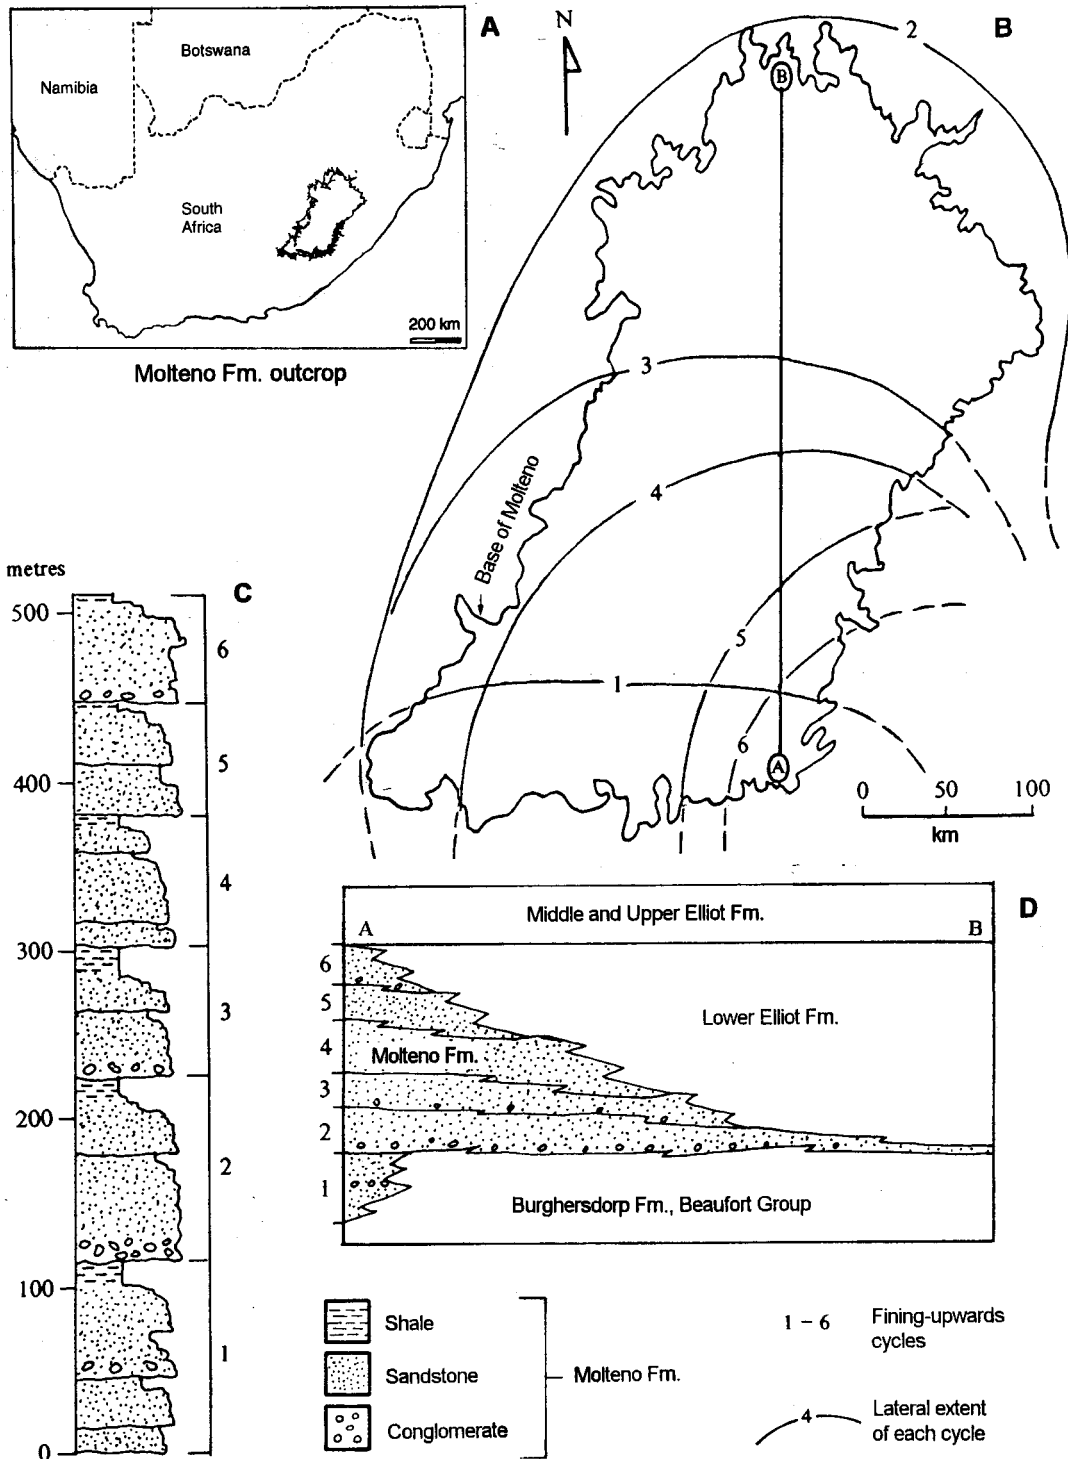 A
Botswana
Namibia
South
Africa
200 km
Molteno Fm. outcrop
N
B
2
B
3
4
Base of Molteno
5
1
6
A
0 50 100
km
metres
C
500
6
5
400
4
300
3
200
2
100
1
0
D
Middle and Upper Elliot Fm.
A
B
6
5
Lower Elliot Fm.
4
Molteno Fm.
3
2
1
Burghersdorp Fm., Beaufort Group
Shale
Sandstone
Conglomerate
Molteno Fm.
1 – 6 Fining-upwards
cycles
4 Lateral extent
of each cycle